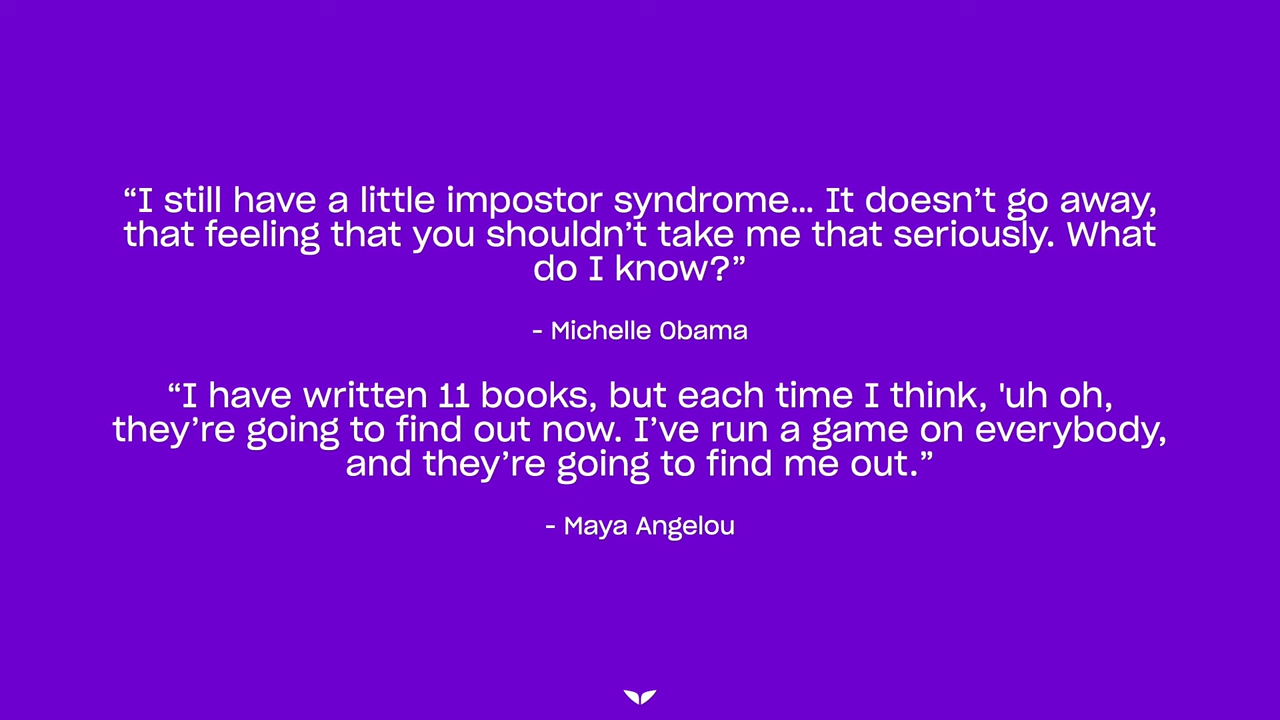 “I still have a little impostor syndrome… It doesn’t go away,
that feeling that you shouldn’t take me that seriously. What
do I know?”
- Michelle Obama
“I have written 11 books, but each time I think, 'uh oh,
they’re going to find out now. I’ve run a game on everybody,
and they’re going to find me out.”
- Maya Angelou